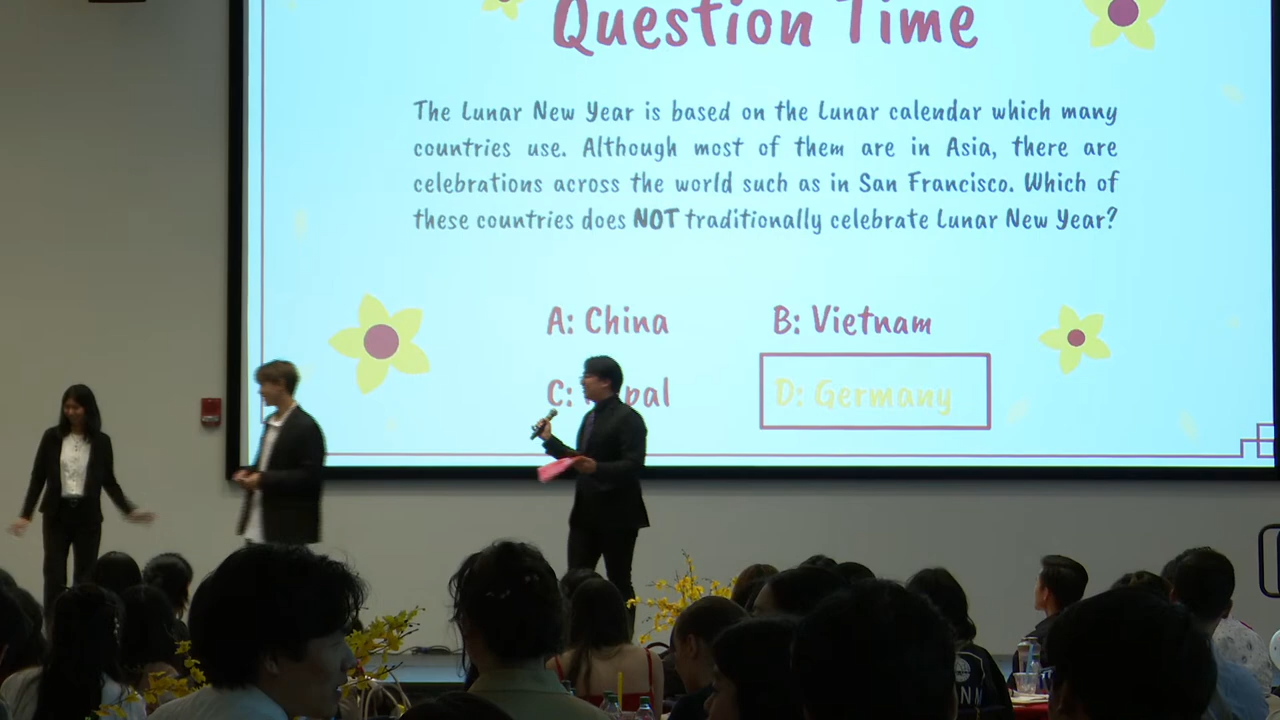 Question Time
The Lunar New Year is based on the Lunar calendar which many
countries use. Although most of them are in Asia, there are
celebrations across the world such as in San Francisco. Which of
these countries does NOT traditionally celebrate Lunar New Year?
A: China B: Vietnam
C: D: Germany